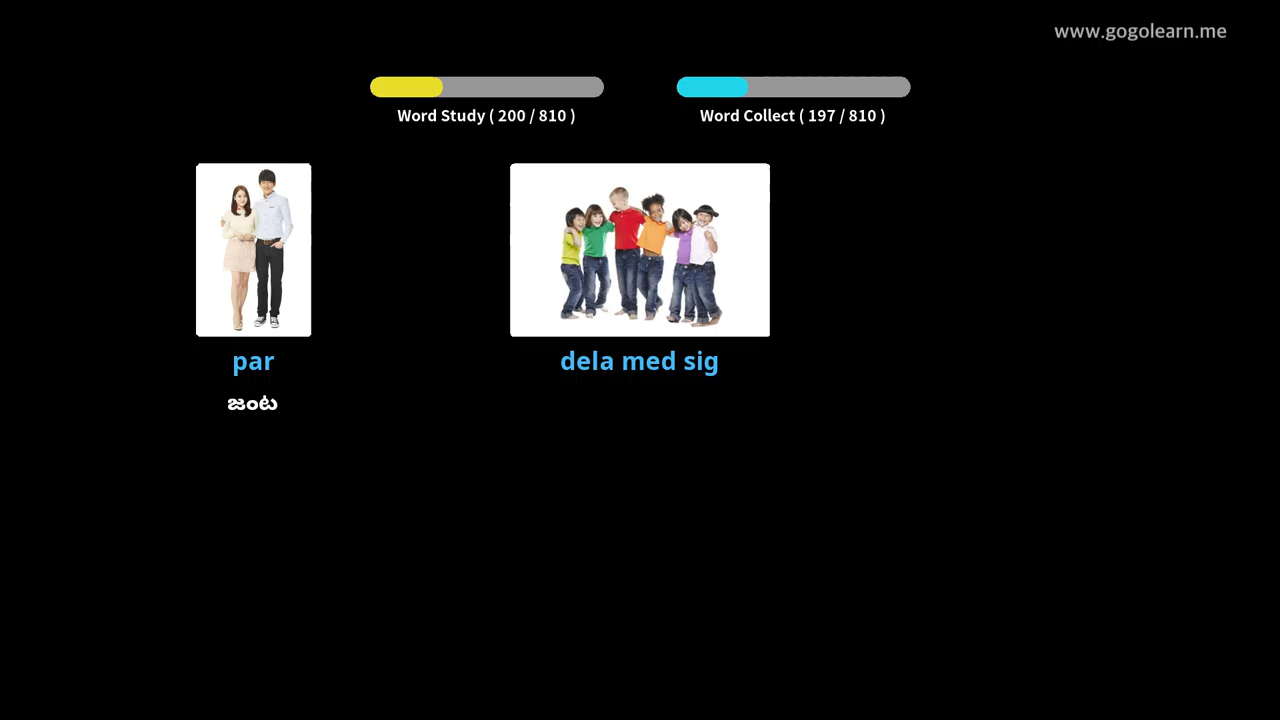 www.gogolearn.me
Word Study ( 200 / 810 )
Word Collect ( 197 / 810 )
par
dela med sig
జంట